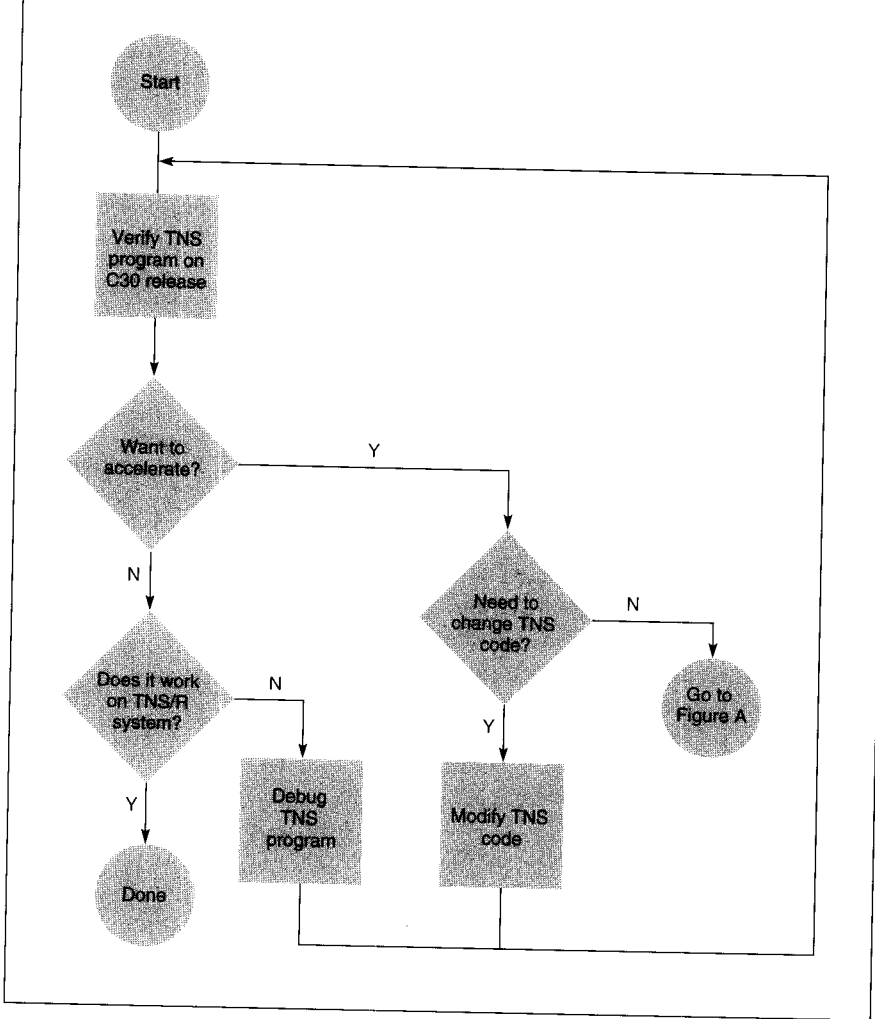 Start
Verify TNS
program on
C30 release
Want to
accelerate?
Y
N
Need to
change TNS
code?
N
Go to
Figure A
Y
Does it work
on TNS/R
system?
N
Y
Debug
TNS
program
Modify TNS
code
Done